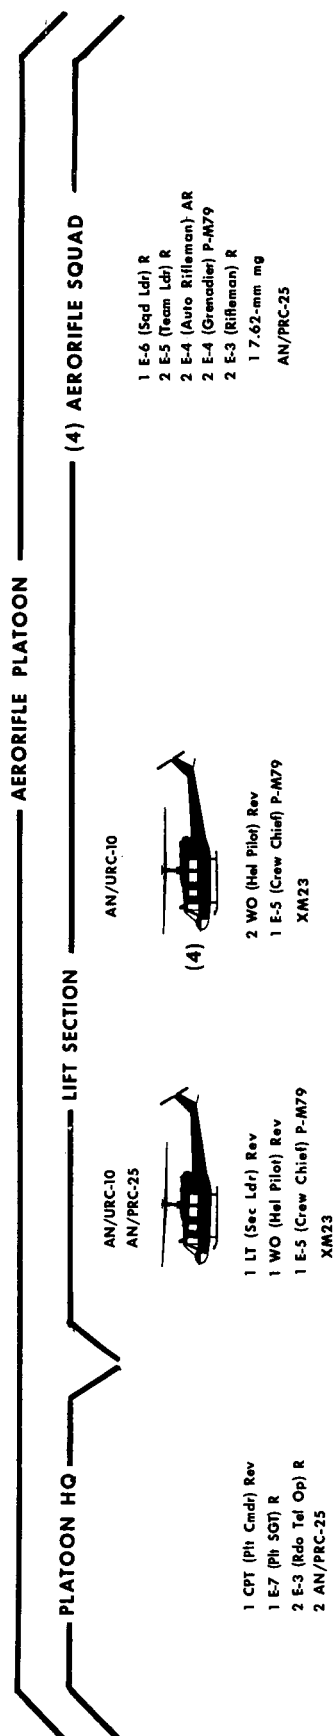 AERORIFLE PLATOON
PLATOON HQ
LIFT SECTION
(4) AERORIFLE SQUAD
1 CPT (Plt Cmdr) Rev
1 E-7 (Plt SGT) R
2 E-3 (Rdo Tel Op) R
2 AN/PRC-25
AN/URC-10
AN/PRC-25
1 LT (Sec Ldr) Rev
1 WO (Hel Pilot) Rev
1 E-5 (Crew Chief) P-M79
XM23
AN/URC-10
(4)
2 WO (Hel Pilot) Rev
1 E-5 (Crew Chief) P-M79
XM23
1 E-6 (Sqd Ldr) R
2 E-5 (Team Ldr) R
2 E-4 (Auto Rifleman) AR
2 E-4 (Grenadier) P-M79
2 E-3 (Rifleman) R
1 7.62-mm mg
AN/PRC-25